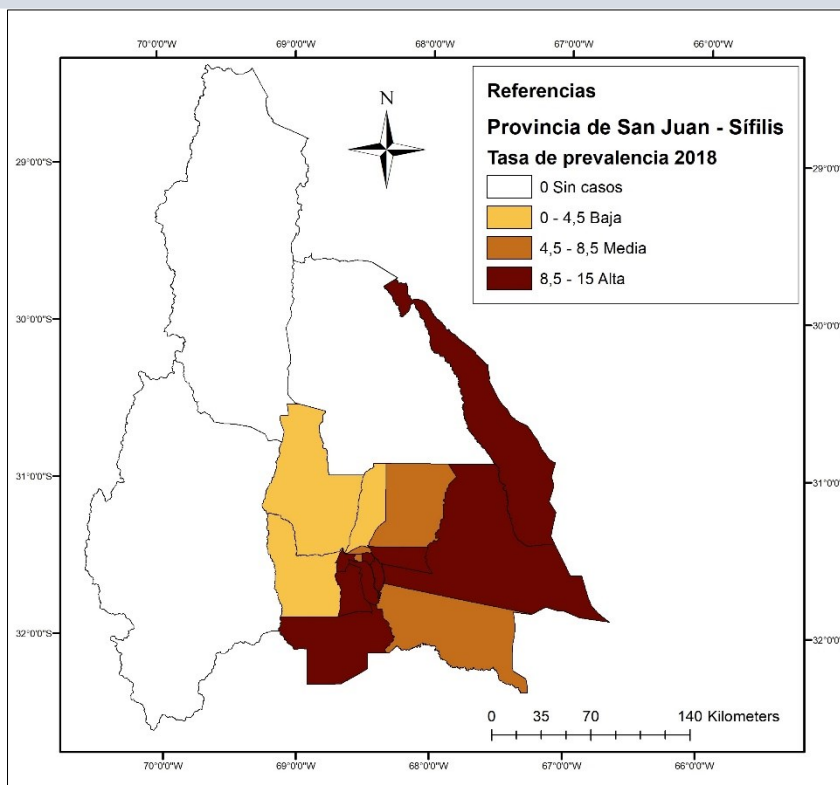 70°0'0"W 69°0'0"W 68°0'0"W 67°0'0"W 66°0'0"W
N
Referencias
Provincia de San Juan - Sífilis
Tasa de prevalencia 2018
0 Sin casos
0 - 4,5 Baja
4,5 - 8,5 Media
8,5 - 15 Alta
29°0'0"S 29°0'0"S
30°0'0"S 30°0'0"S
31°0'0"S 31°0'0"S
32°0'0"S 32°0'0"S
0 35 70 140 Kilometers
70°0'0"W 69°0'0"W 68°0'0"W 67°0'0"W 66°0'0"W